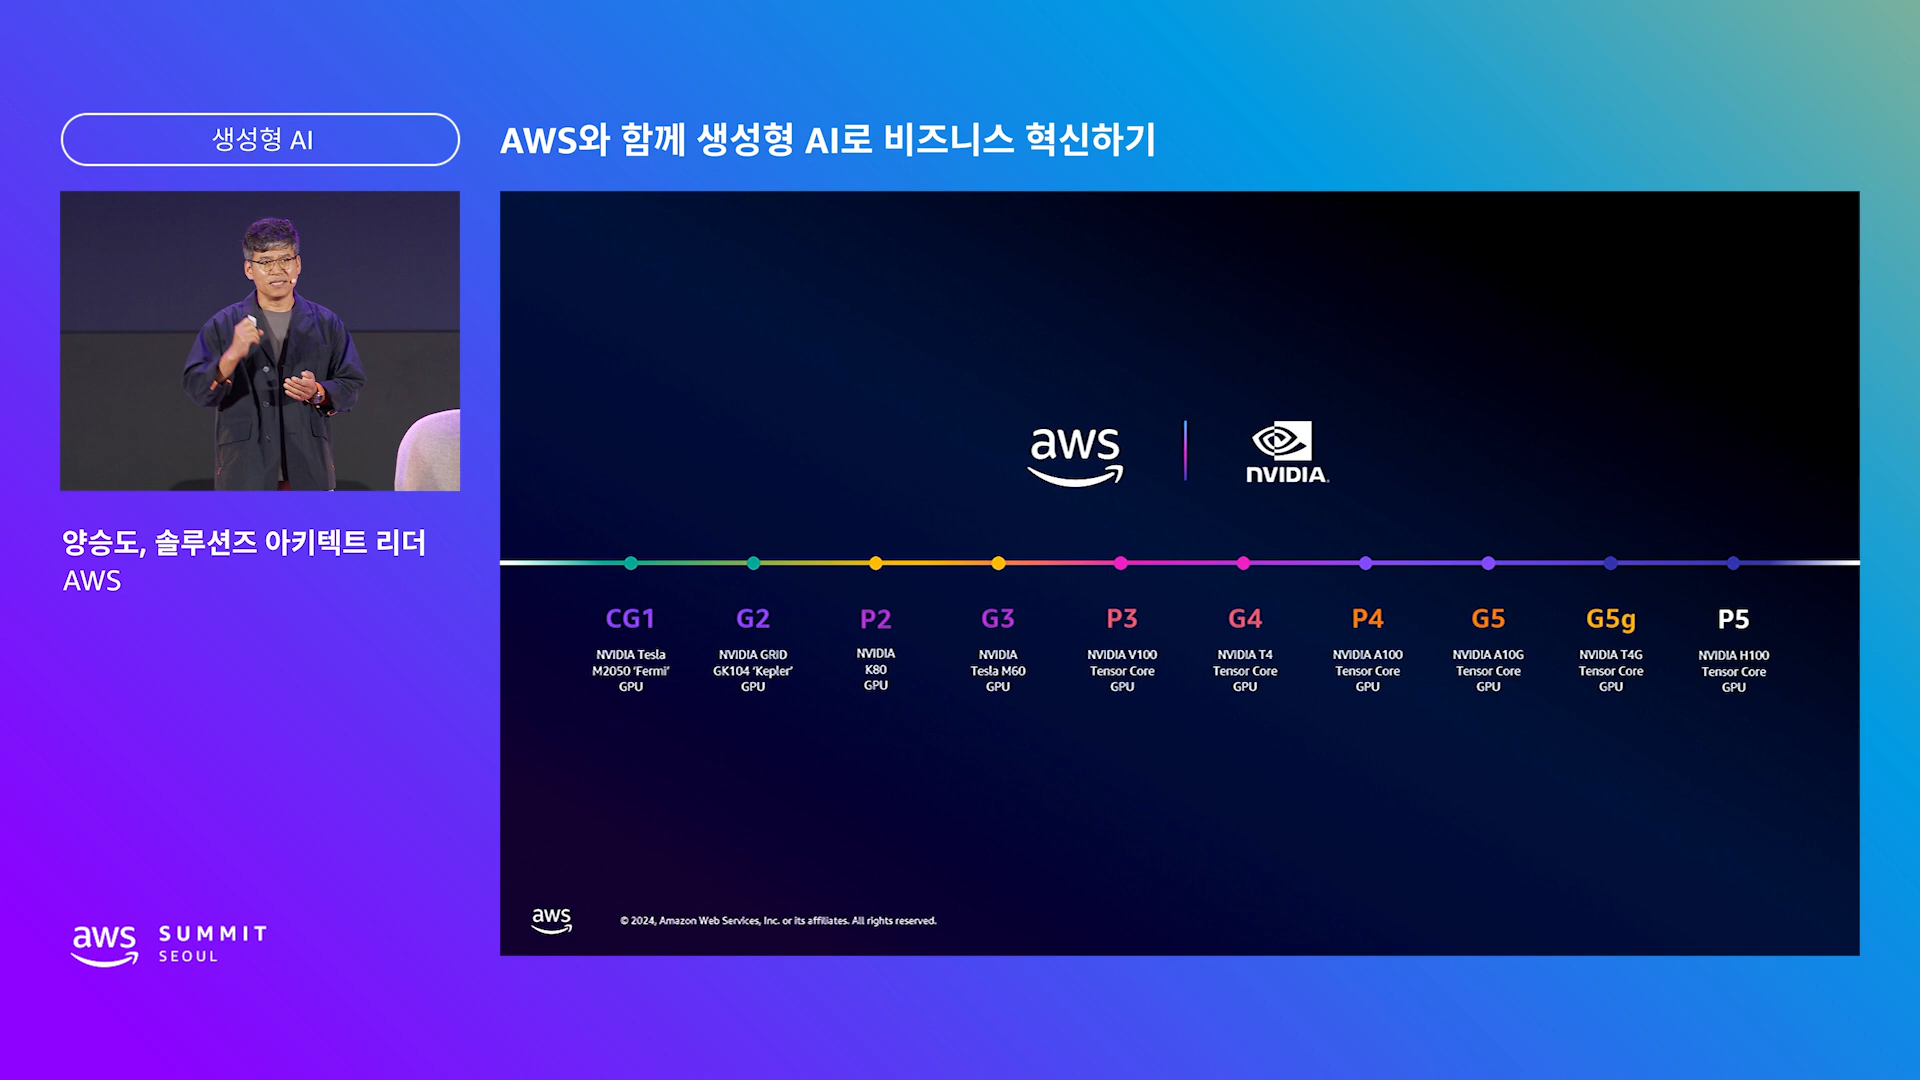 생성형 AI
AWS와 함께 생성형 AI로 비즈니스 혁신하기
양승도, 솔루션즈 아키텍트 리더
AWS
aws
NVIDIA.
CG1
NVIDIA Tesla
M2050 ‘Fermi’
GPU
G2
NVIDIA GRID
GK104 ‘Kepler’
GPU
P2
NVIDIA
K80
GPU
G3
NVIDIA
Tesla M60
GPU
P3
NVIDIA V100
Tensor Core
GPU
G4
NVIDIA T4
Tensor Core
GPU
P4
NVIDIA A100
Tensor Core
GPU
G5
NVIDIA A10G
Tensor Core
GPU
G5g
NVIDIA T4G
Tensor Core
GPU
P5
NVIDIA H100
Tensor Core
GPU
aws
© 2024, Amazon Web Services, Inc. or its affiliates. All rights reserved.
aws
SUMMIT
SEOUL